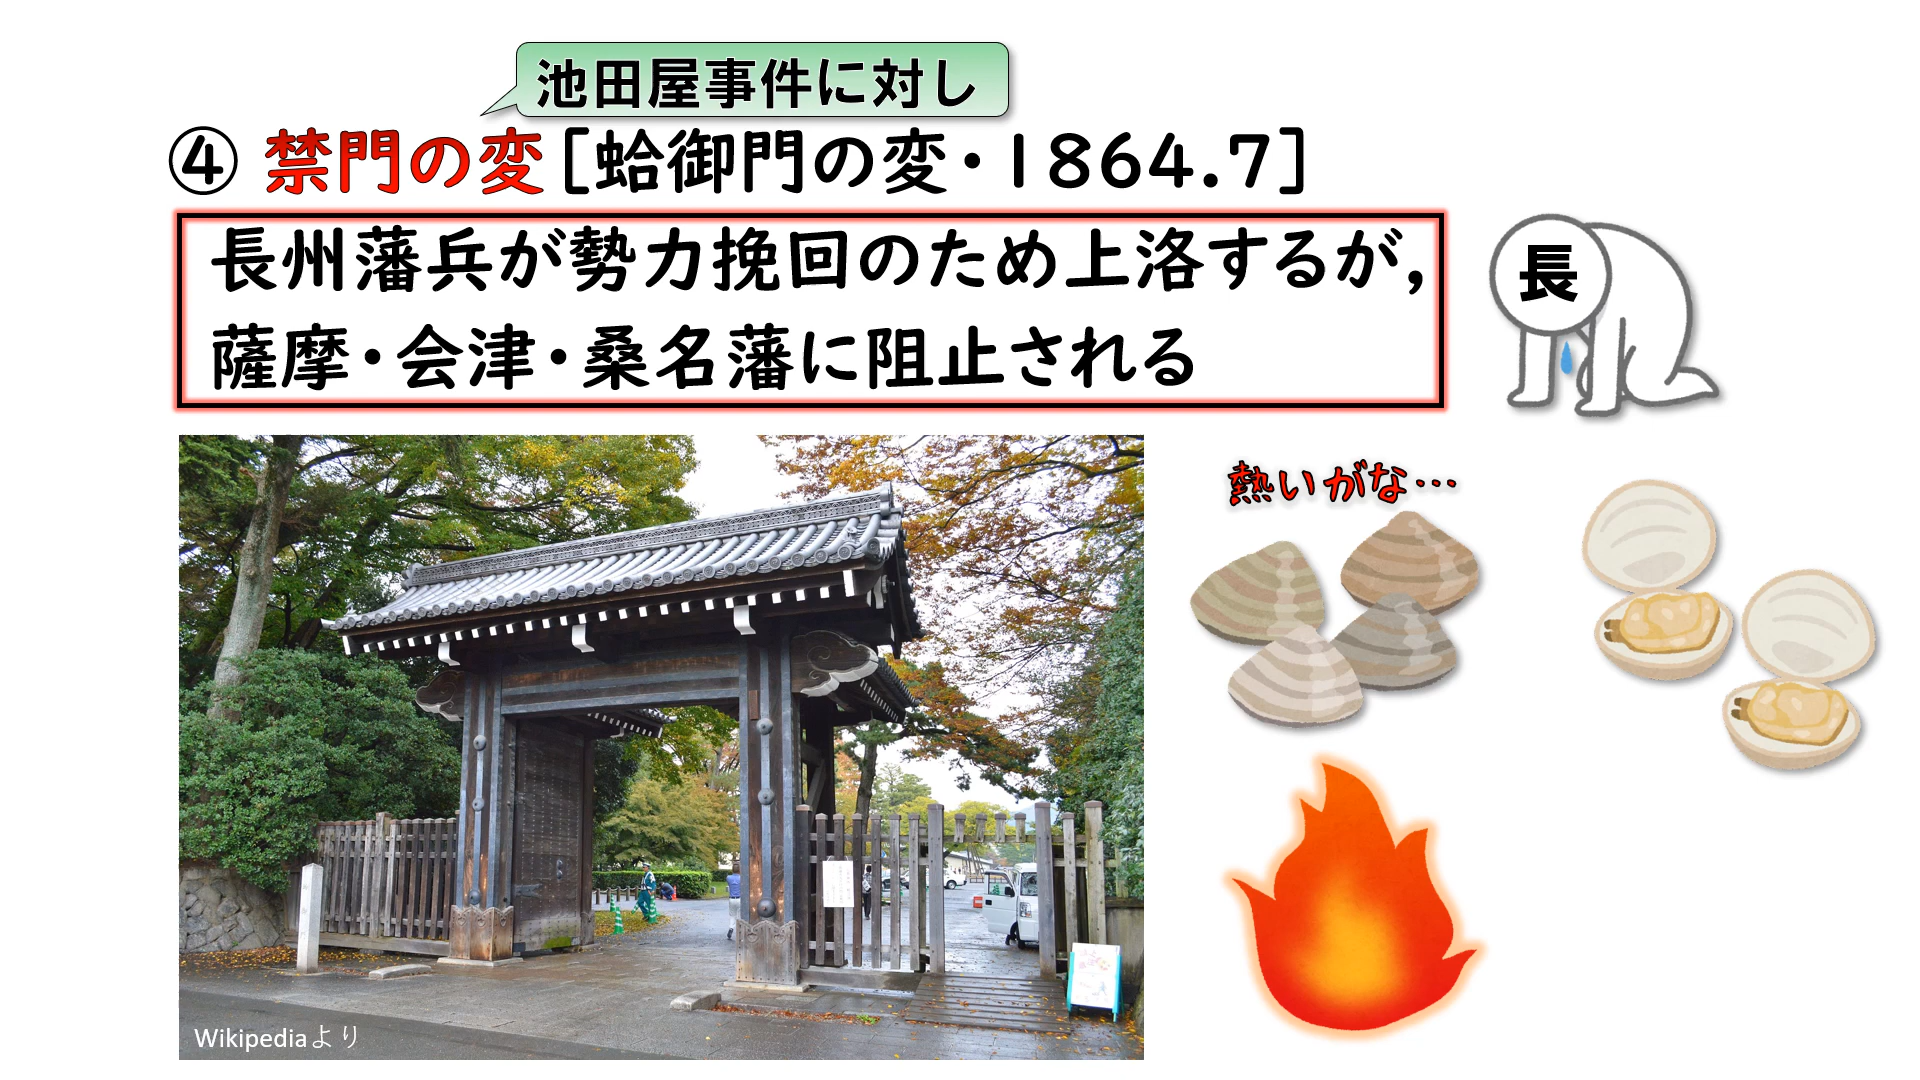 池田屋事件に対し
④ 禁門の変[蛤御門の変・1864.7]
長州藩兵が勢力挽回のため上洛するが，
薩摩・会津・桑名藩に阻止される
長
熱いがな…
Wikipediaより